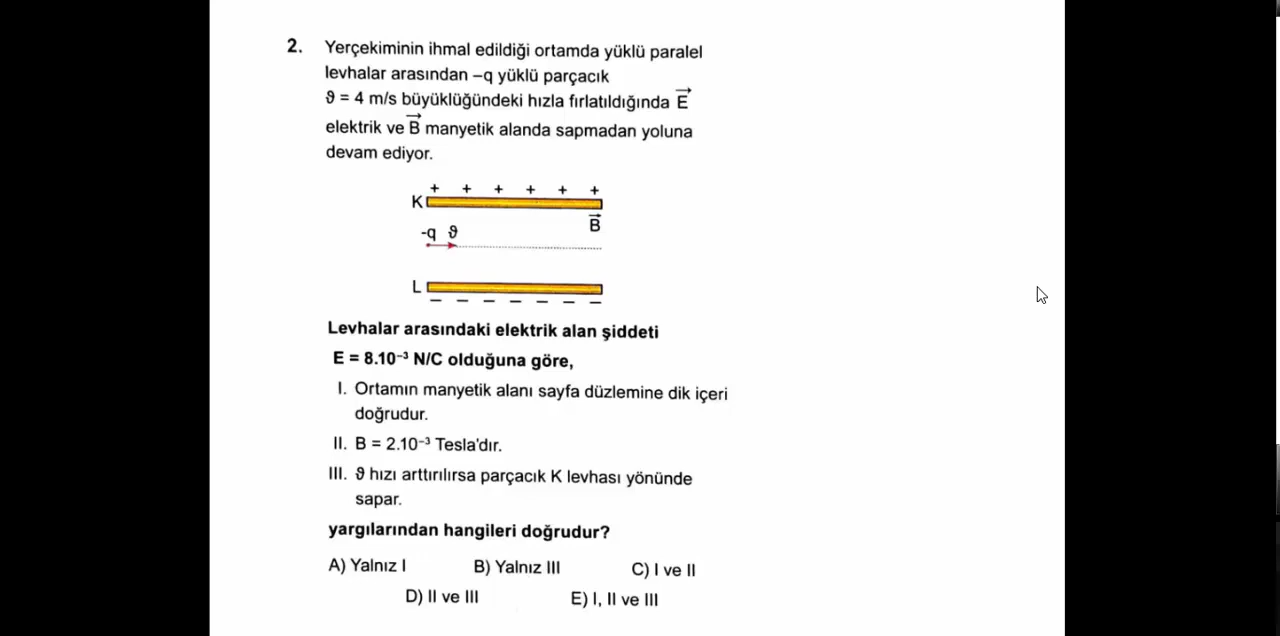 2. Yerçekiminin ihmal edildiği ortamda yüklü paralel
levhalar arasından –q yüklü parçacık
ϑ = 4 m/s büyüklüğündeki hızla fırlatıldığında E⃗
elektrik ve B⃗ manyetik alanda sapmadan yoluna
devam ediyor.
+ + + + + +
K
B⃗
-q ϑ
L
– – – – – – –
Levhalar arasındaki elektrik alan şiddeti
E = 8.10⁻³ N/C olduğuna göre,
I. Ortamın manyetik alanı sayfa düzlemine dik içeri
doğrudur.
II. B = 2.10⁻³ Tesla'dır.
III. ϑ hızı arttırılırsa parçacık K levhası yönünde
sapar.
yargılarından hangileri doğrudur?
A) Yalnız I B) Yalnız III C) I ve II
D) II ve III E) I, II ve III